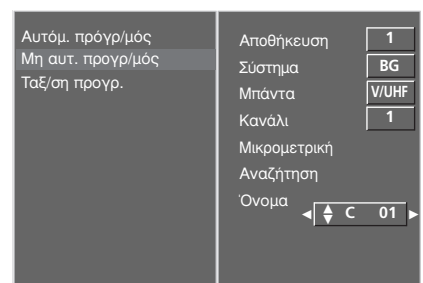 Αυτόμ. πρόγρ/μός
Μη αυτ. προγρ/μός
Ταξ/ση προγρ.
Αποθήκευση 1
Σύστημα BG
Μπάντα V/UHF
Κανάλι 1
Μικρομετρική
Αναζήτηση
Όνομα
C 01